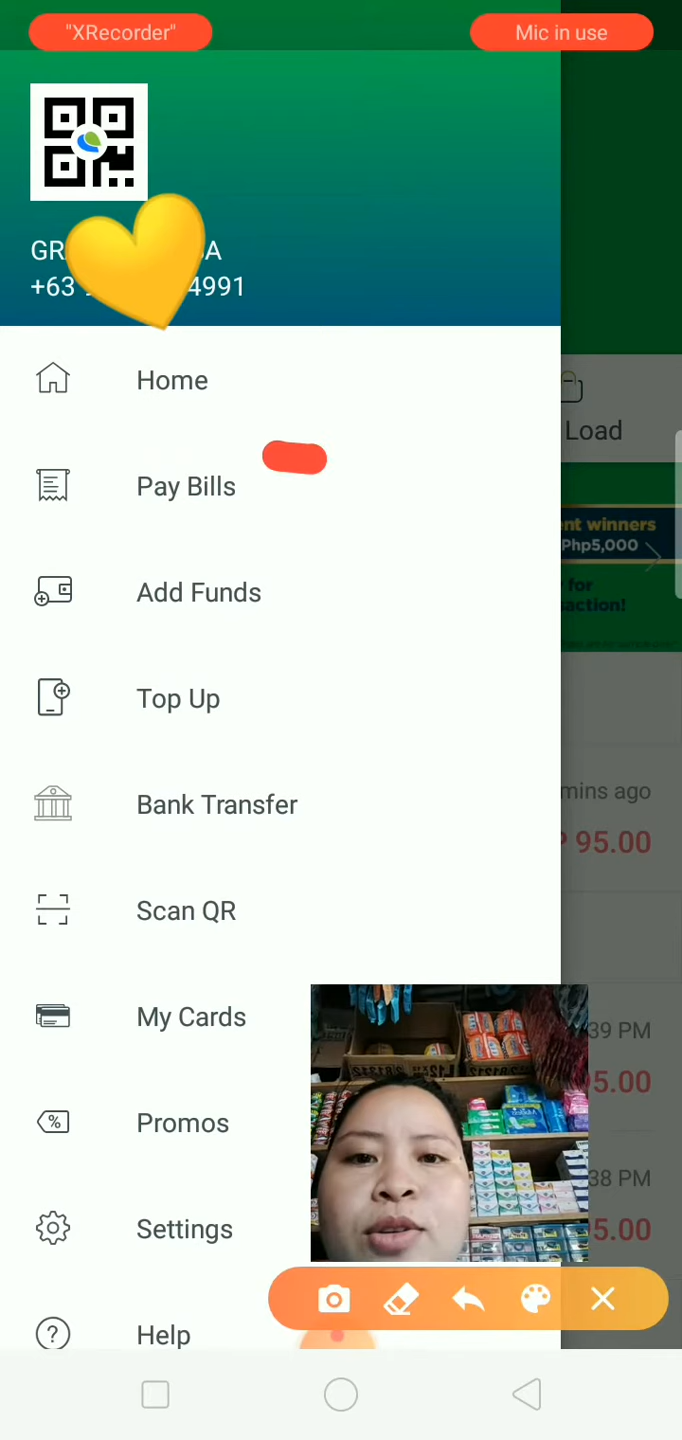 "XRecorder" Mic in use
GR A
+63 4991
Home
Pay Bills
Add Funds
Top Up
Bank Transfer
Scan QR
My Cards
Promos
Settings
Help
Load
nt winners
Php5,000
for
action!
mins ago
95.00
39 PM
5.00
38 PM
5.00